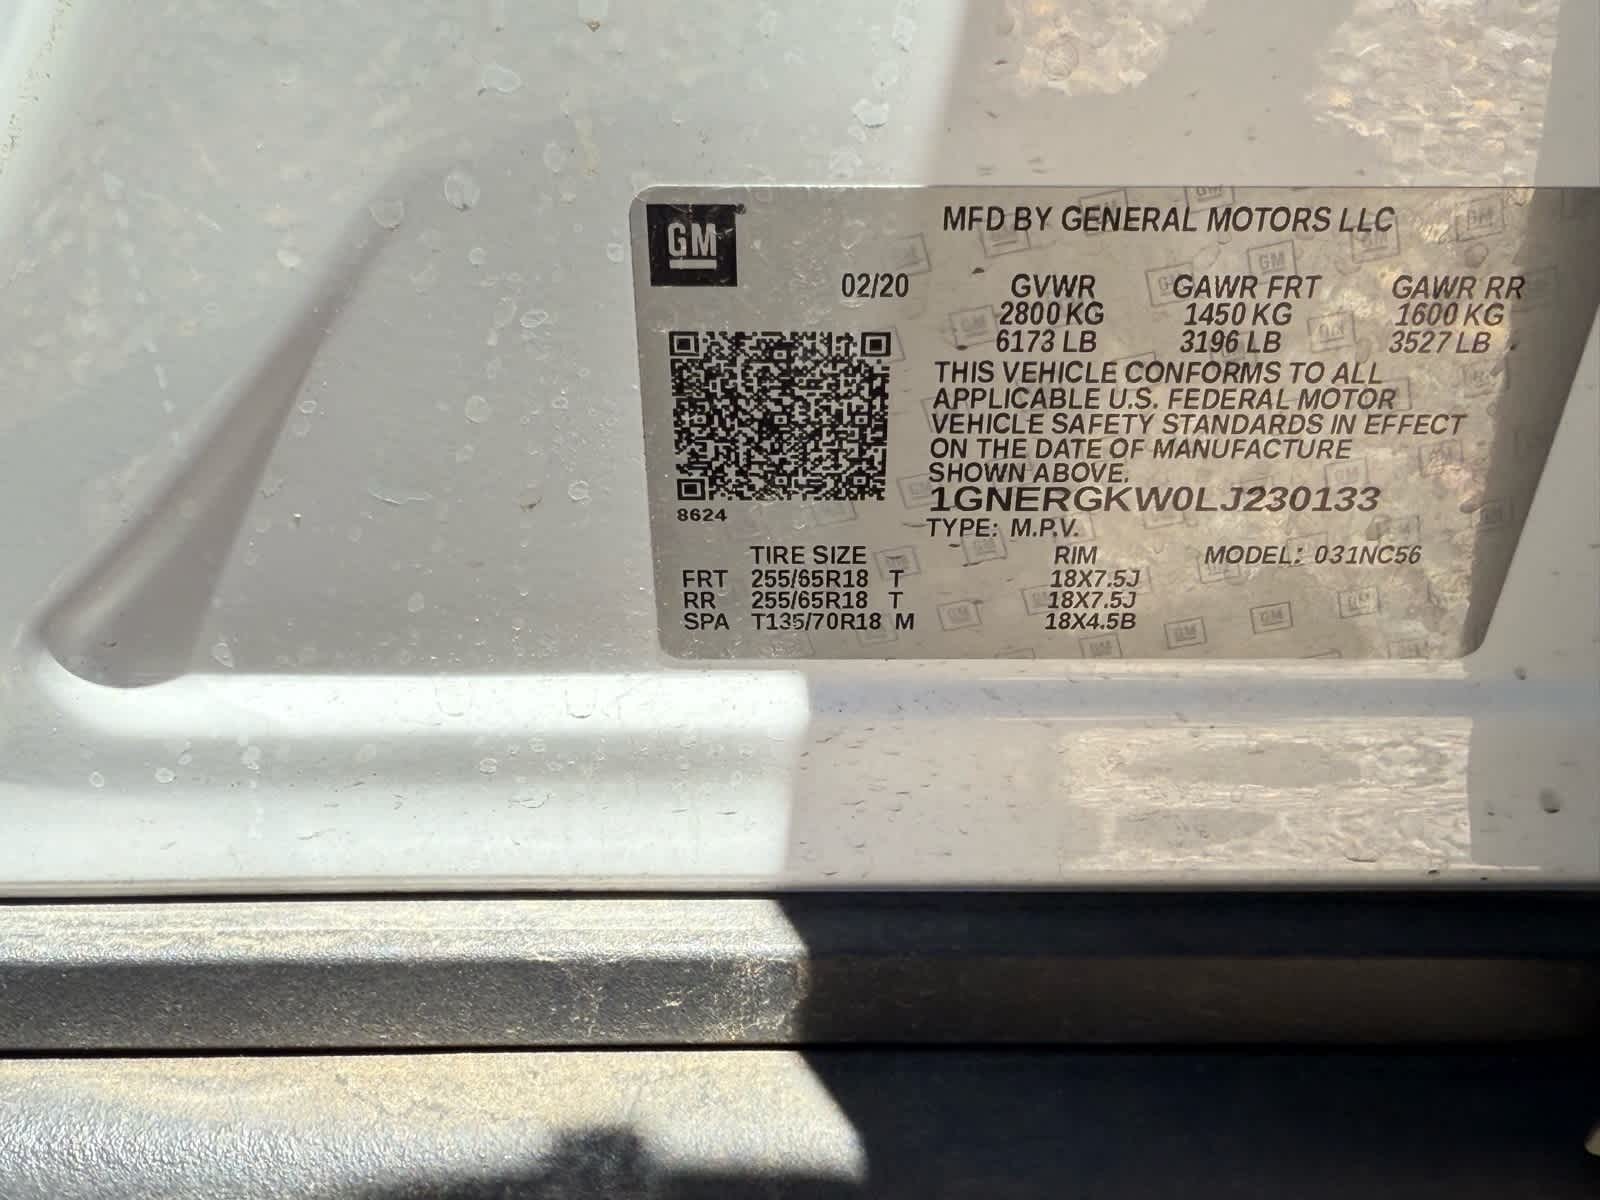 GM
MFD BY GENERAL MOTORS LLC
02/20 GVWR GAWR FRT GAWR RR
2800 KG 1450 KG 1600 KG
6173 LB 3196 LB 3527 LB
THIS VEHICLE CONFORMS TO ALL
APPLICABLE U.S. FEDERAL MOTOR
VEHICLE SAFETY STANDARDS IN EFFECT
ON THE DATE OF MANUFACTURE
SHOWN ABOVE.
1GNERGKW0LJ230133
8624
TYPE: M.P.V.
TIRE SIZE RIM MODEL: 031NC56
FRT 255/65R18 T 18X7.5J
RR 255/65R18 T 18X7.5J
SPA T135/70R18 M 18X4.5B